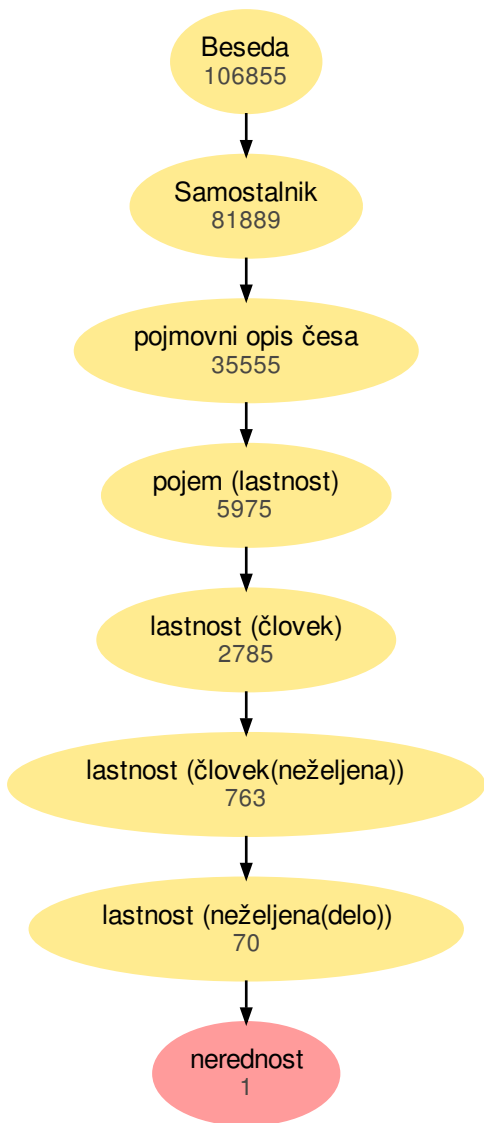 Beseda
106855
Samostalnik
81889
pojmovni opis česa
35555
pojem (lastnost)
5975
lastnost (človek)
2785
lastnost (človek(neželjena))
763
lastnost (neželjena(delo))
70
nerednost
1